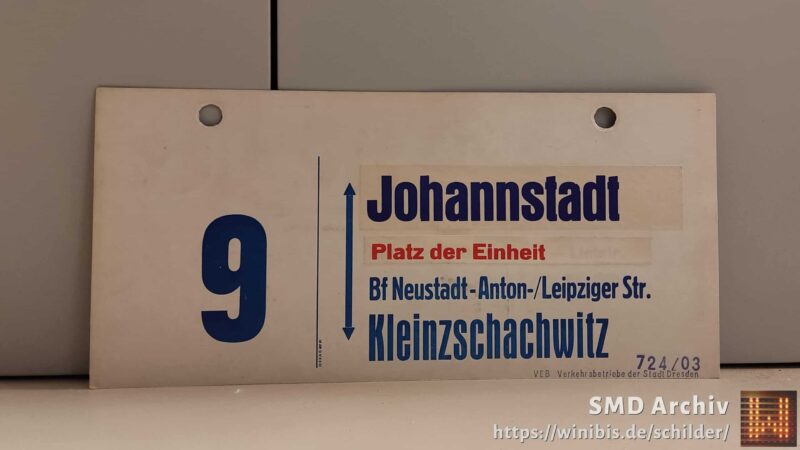 9
Johannstadt
Platz der Einheit
Bf Neustadt-Anton-/Leipziger Str.
Kleinzschachwitz
724/03
VEB Verkehrsbetriebe der Stadt Dresden
SMD Archiv
https://winibis.de/schilder/